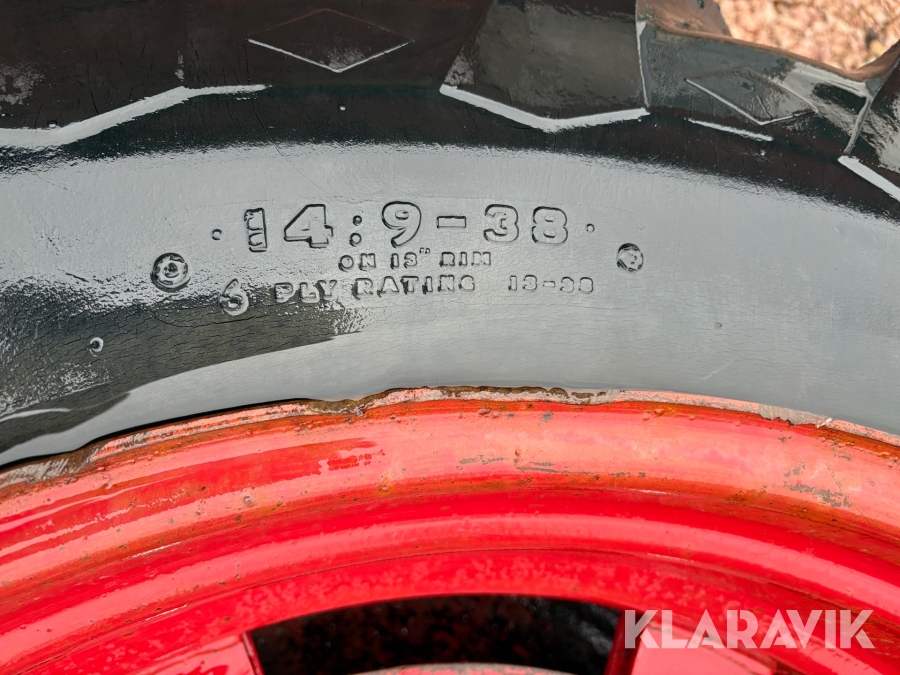 14.9-38
ON 13" RIM
6 PLY RATING 13-38
KLARAVIK